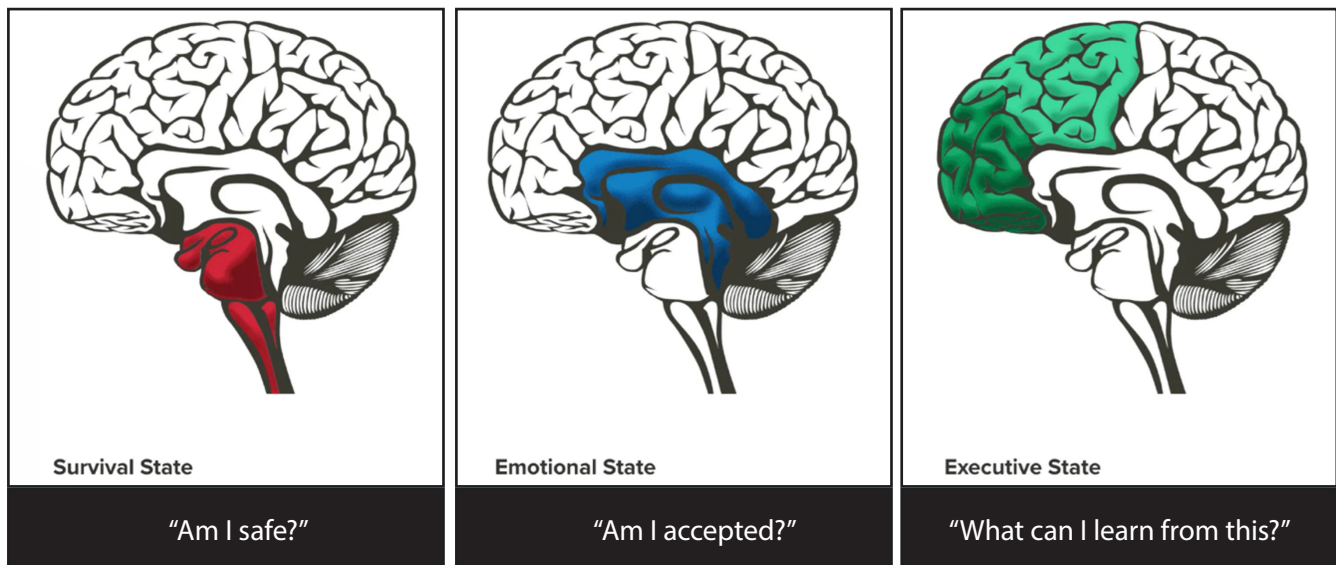 Survival State
Emotional State
Executive State
“Am I safe?”
“Am I accepted?”
“What can I learn from this?”